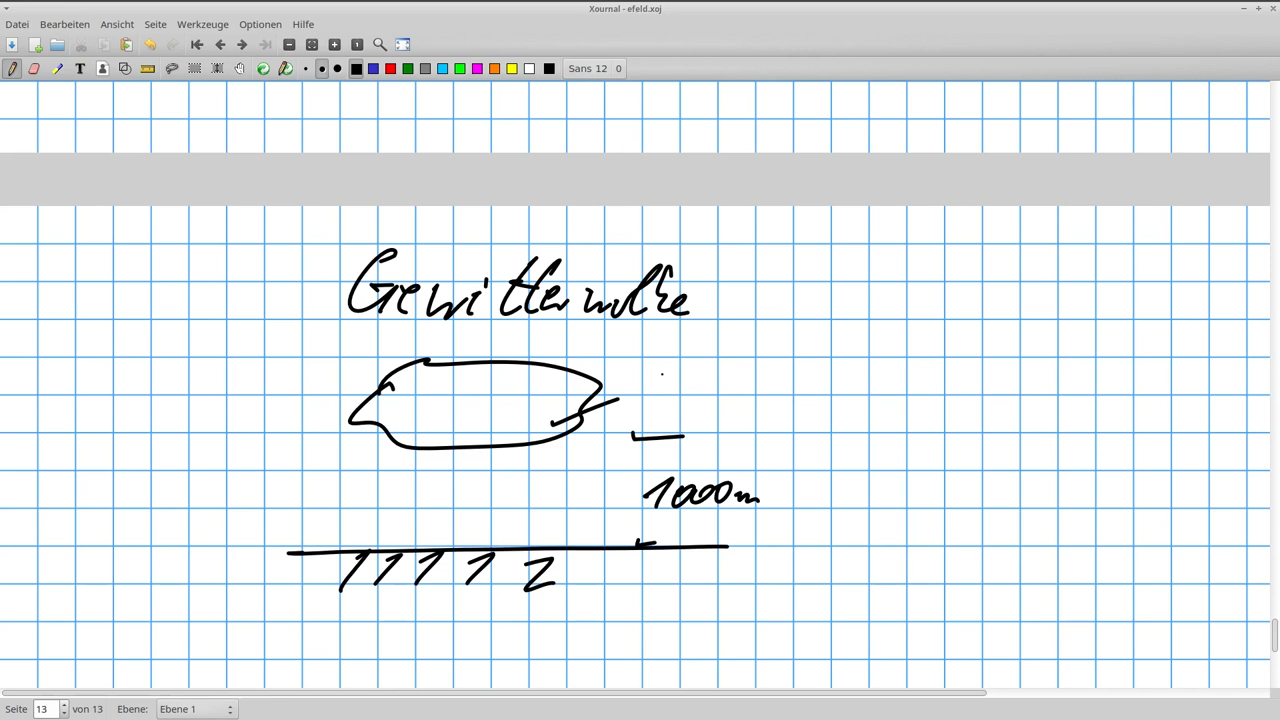 Xournal - efeld.xoj
Datei Bearbeiten Ansicht Seite Werkzeuge Optionen Hilfe
Sans 12 0
Gewitterwolke
1000m
Seite 13 von 13 Ebene: Ebene 1